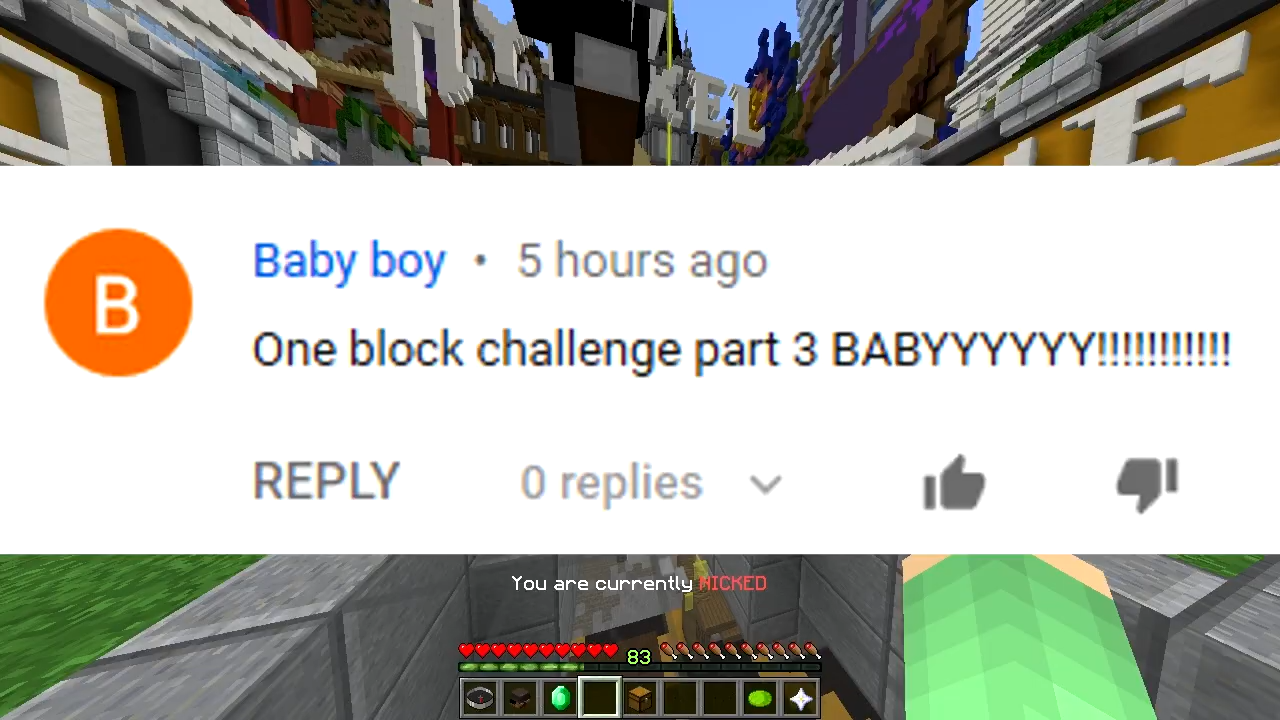 B
Baby boy • 5 hours ago
One block challenge part 3 BABYYYYYY!!!!!!!!!!!
REPLY 0 replies
You are currently NICKED
83